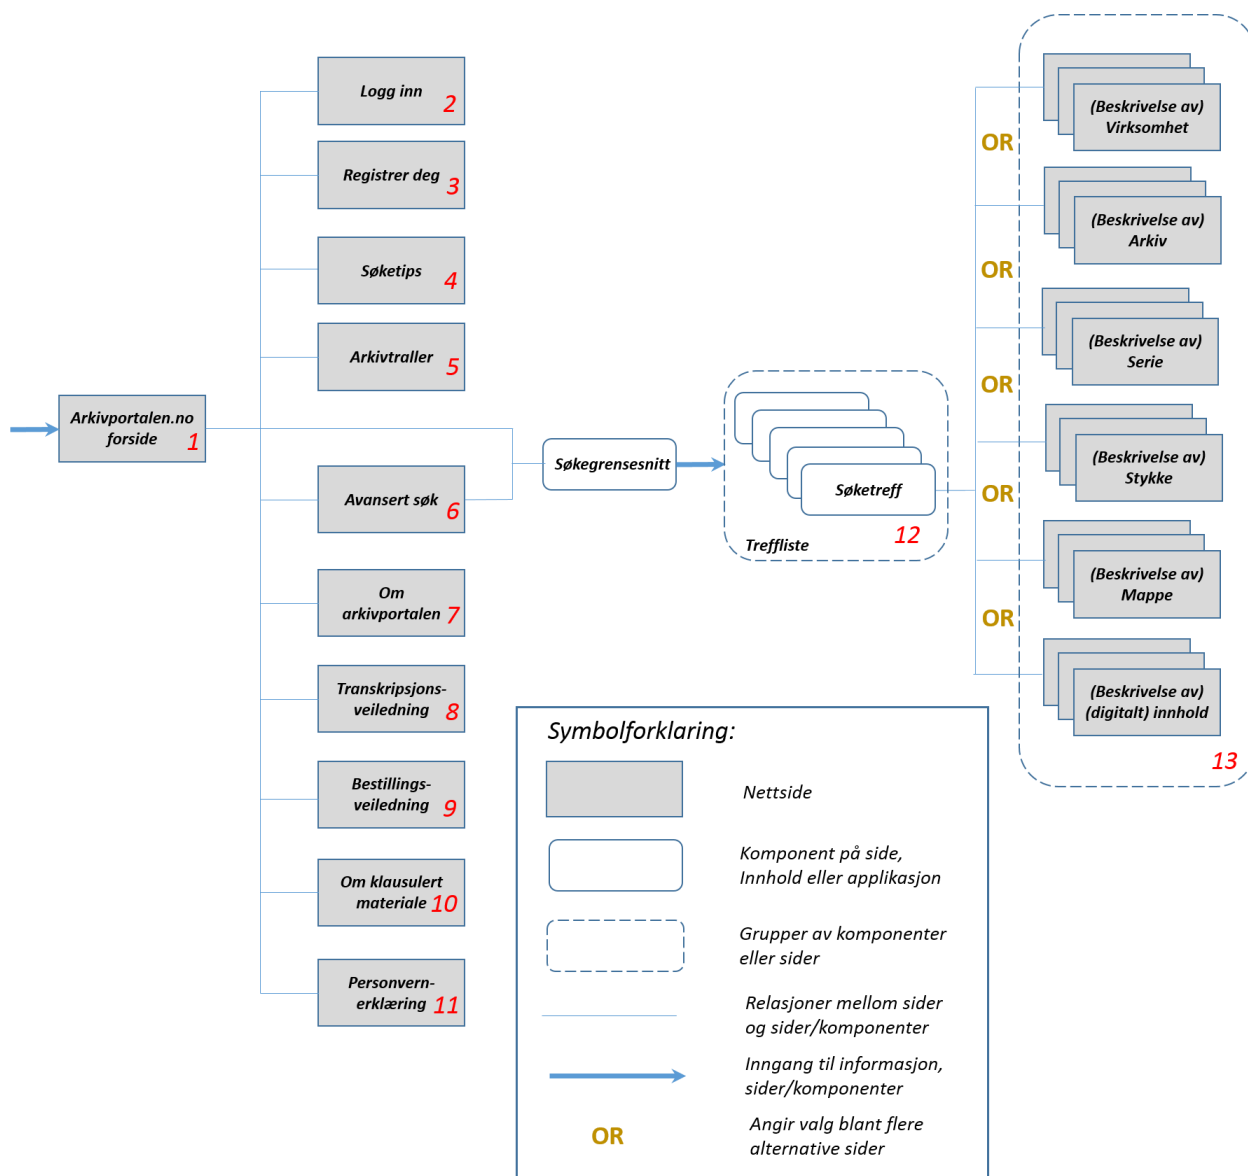 Logg inn
2
Registrer deg
3
Søketips
4
Arkivtraller
5
Arkivportalen.no
forside
1
Avansert søk
6
Om
arkivportalen
7
Transkripsjons-
veiledning
8
Bestillings-
veiledning
9
Om klausulert
materiale
10
Personvern-
erklæring
11
Søkegrensesnitt
Søketreff
12
Treffliste
OR
OR
OR
OR
OR
(Beskrivelse av)
Virksomhet
(Beskrivelse av)
Arkiv
(Beskrivelse av)
Serie
(Beskrivelse av)
Stykke
(Beskrivelse av)
Mappe
(Beskrivelse av)
(digitalt) innhold
13
Symbolforklaring:
Nettside
Komponent på side,
Innhold eller applikasjon
Grupper av komponenter
eller sider
Relasjoner mellom sider
og sider/komponenter
Inngang til informasjon,
sider/komponenter
OR
Angir valg blant flere
alternative sider